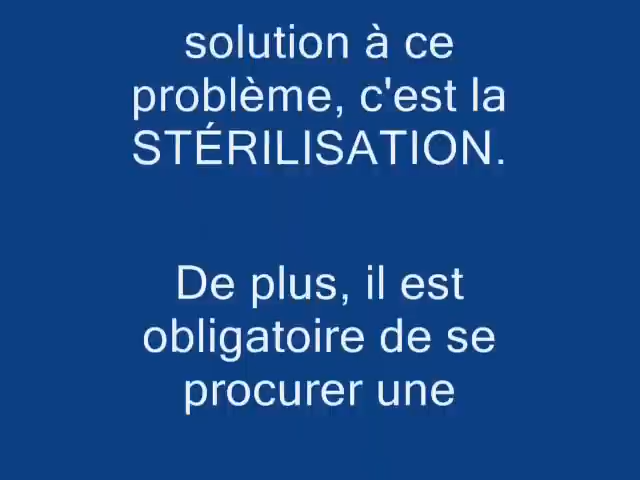 solution à ce
problème, c'est la
STÉRILISATION.
De plus, il est
obligatoire de se
procurer une